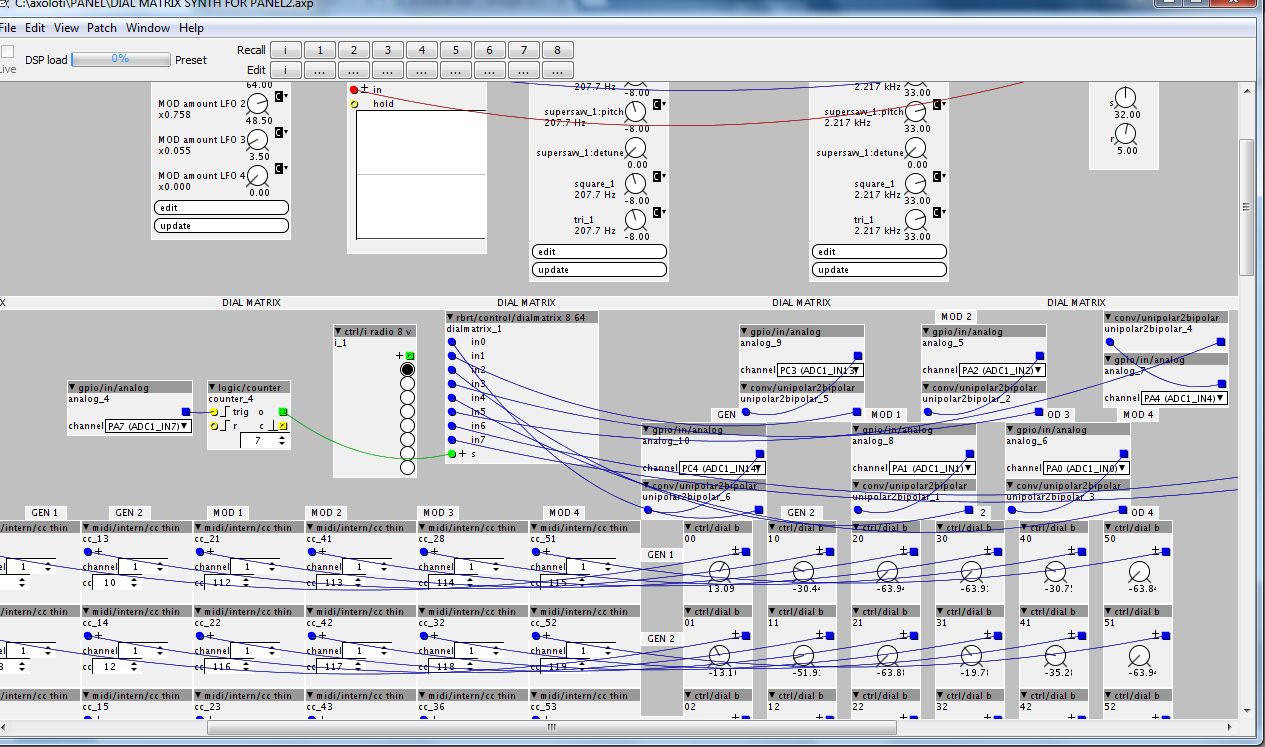 C:\axoloti\PANEL\DIAL MATRIX SYNTH FOR PANEL2.axp
File Edit View Patch Window Help
Live DSP load 0% Preset Recall i 1 2 3 4 5 6 7 8
Edit i ... ... ... ... ... ... ... ...
64.00
MOD amount LFO 2
x0.758
48.50
MOD amount LFO 3
x0.055
3.50
MOD amount LFO 4
x0.000
0.00
edit
update
in
hold
207.7 Hz
-8.00
supersaw_1:pitch
207.7 Hz
-8.00
supersaw_1:detune
0.00
square_1
207.7 Hz
-8.00
tri_1
207.7 Hz
-8.00
edit
update
2.217 kHz
33.00
supersaw_1:pitch
2.217 kHz
33.00
supersaw_1:detune
0.00
square_1
2.217 kHz
33.00
tri_1
2.217 kHz
33.00
edit
update
s
32.00
r
5.00
X DIAL MATRIX DIAL MATRIX DIAL MATRIX DIAL MATRIX
gpio/in/analog
analog_4
channel PA7 (ADC1_IN7)
logic/counter
counter_4
trig o
r c
7
ctrl/i radio 8 v
i_1
rbrt/control/dialmatrix 8 64
dialmatrix_1
in0
in1
in2
in3
in4
in5
in6
in7
s
gpio/in/analog
analog_9
channel PC3 (ADC1_IN13)
conv/unipolar2bipolar
unipolar2bipolar_5
MOD 2
gpio/in/analog
analog_5
channel PA2 (ADC1_IN2)
conv/unipolar2bipolar
unipolar2bipolar_2
conv/unipolar2bipolar
unipolar2bipolar_4
gpio/in/analog
analog_7
channel PA4 (ADC1_IN4)
GEN MOD 1 OD 3 MOD 4
gpio/in/analog
analog_10
channel PC4 (ADC1_IN14)
conv/unipolar2bipolar
unipolar2bipolar_6
gpio/in/analog
analog_8
channel PA1 (ADC1_IN1)
conv/unipolar2bipolar
unipolar2bipolar_1
gpio/in/analog
analog_6
channel PA0 (ADC1_IN0)
conv/unipolar2bipolar
unipolar2bipolar_3
GEN 1 GEN 2 MOD 1 MOD 2 MOD 3 MOD 4 GEN 2 2 OD 4
/intern/cc thin midi/intern/cc thin midi/intern/cc thin midi/intern/cc thin midi/intern/cc thin midi/intern/cc thin ctrl/dial b ctrl/dial b ctrl/dial b ctrl/dial b ctrl/dial b ctrl/dial b
cc_13 cc_21 cc_41 cc_28 cc_51 00 10 20 30 40 50
GEN 1
el 1 channel 1 channel 1 channel 1 channel 1 channel 1
cc 10 cc 112 cc 113 cc 114 cc 115 13.09 -30.4 -63.9 -63.9 -30.7 -63.8
/intern/cc thin midi/intern/cc thin midi/intern/cc thin midi/intern/cc thin midi/intern/cc thin midi/intern/cc thin ctrl/dial b ctrl/dial b ctrl/dial b ctrl/dial b ctrl/dial b ctrl/dial b
cc_14 cc_22 cc_42 cc_32 cc_52 01 11 21 31 41 51
GEN 2
el 1 channel 1 channel 1 channel 1 channel 1 channel 1
cc 12 cc 116 cc 117 cc 118 cc 119 -13.1 -51.9 -63.8 -19.7 -35.2 -63.9
/intern/cc thin midi/intern/cc thin midi/intern/cc thin midi/intern/cc thin midi/intern/cc thin midi/intern/cc thin ctrl/dial b ctrl/dial b ctrl/dial b ctrl/dial b ctrl/dial b ctrl/dial b
cc_15 cc_23 cc_43 cc_36 cc_53 02 12 22 32 42 52